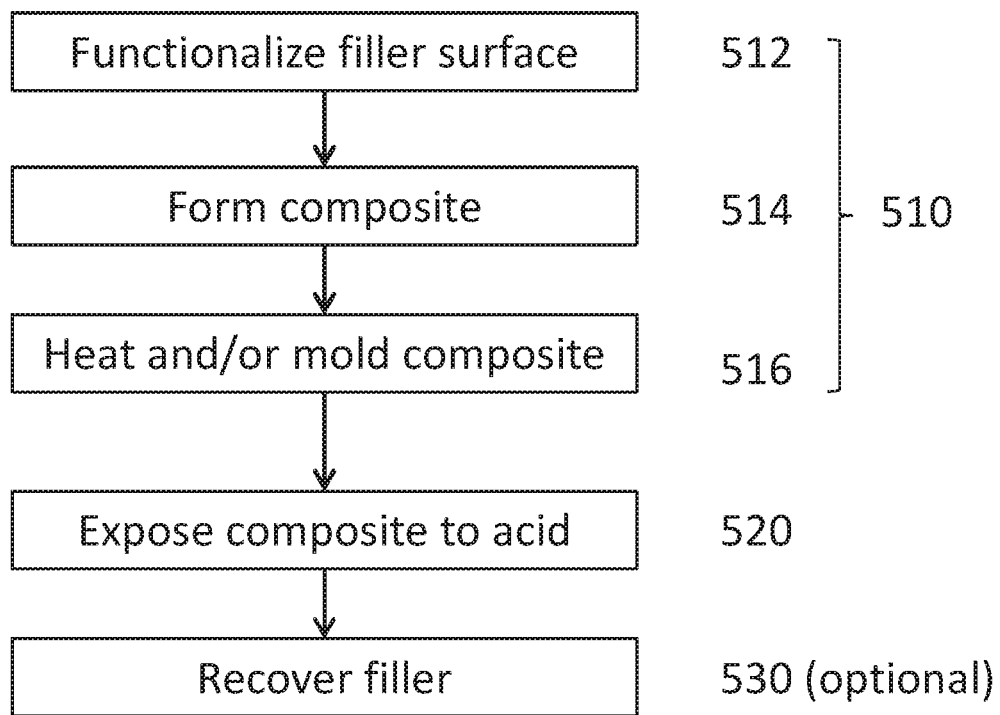 Functionalize filler surface 512
Form composite 514 510
Heat and/or mold composite 516
Expose composite to acid 520
Recover filler 530 (optional)